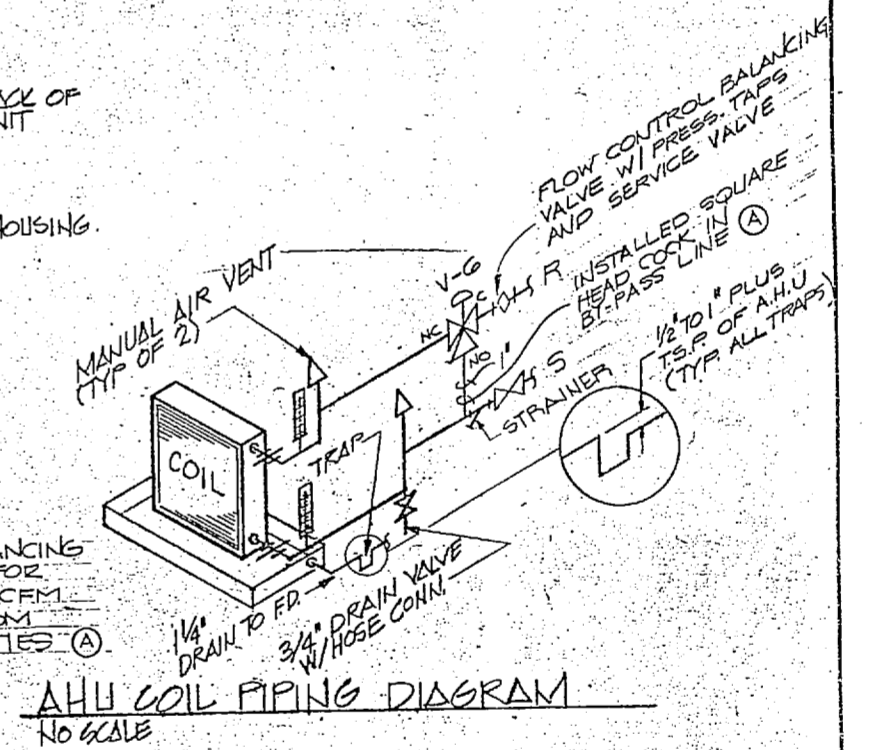 OF
HOUSING.
FLOW CONTROL BALANCING
VALVE W/ PRESS. TAPS
AND SERVICE VALVE
INSTALLED SQUARE
HEAD COCK IN
BY-PASS LINE A
1/2" TO 1" PLUS
T.S.P. OF A.H.U
(TYP. ALL TRAPS)
MANUAL AIR VENT
(TYP OF 2)
V-6
C
R
NC
NO
1"
S
STRAINER
TRAP
COIL
FOR
CFM
A
1 1/4"
DRAIN TO F.D.
3/4" DRAIN VALVE
W/HOSE CONN.
AHU COIL PIPING DIAGRAM
NO SCALE